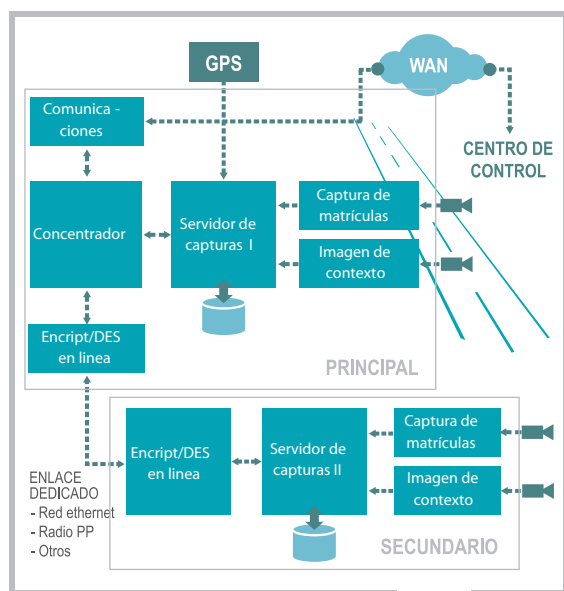 GPS
WAN
CENTRO DE
CONTROL
Comunica -
ciones
Concentrador
Servidor de
capturas I
Captura de
matrículas
Imagen de
contexto
Encript/DES
en linea
PRINCIPAL
Encript/DES
en linea
Servidor de
capturas II
Captura de
matrículas
Imagen de
contexto
ENLACE
DEDICADO
- Red ethernet
- Radio PP
- Otros
SECUNDARIO